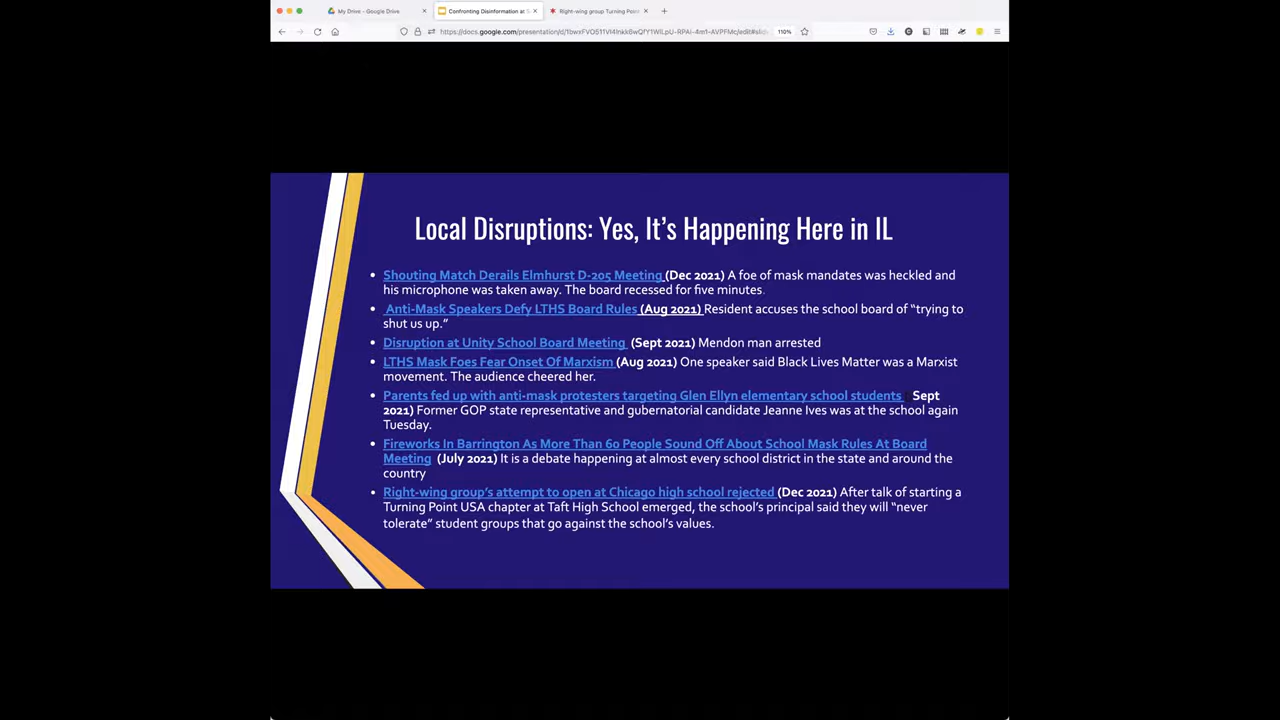 My Drive – Google Drive
Confronting Disinformation at
Right-wing group Turning Point
110%
Local Disruptions: Yes, It's Happening Here in IL
• Shouting Match Derails Elmhurst D-205 Meeting (Dec 2021) A foe of mask mandates was heckled and
his microphone was taken away. The board recessed for five minutes.
• Anti-Mask Speakers Defy LTHS Board Rules (Aug 2021) Resident accuses the school board of “trying to
shut us up.”
• Disruption at Unity School Board Meeting (Sept 2021) Mendon man arrested
• LTHS Mask Foes Fear Onset Of Marxism (Aug 2021) One speaker said Black Lives Matter was a Marxist
movement. The audience cheered her.
• Parents fed up with anti-mask protesters targeting Glen Ellyn elementary school students Sept
2021) Former GOP state representative and gubernatorial candidate Jeanne Ives was at the school again
Tuesday.
• Fireworks In Barrington As More Than 60 People Sound Off About School Mask Rules At Board
Meeting (July 2021) It is a debate happening at almost every school district in the state and around the
country
• Right-wing group's attempt to open at Chicago high school rejected (Dec 2021) After talk of starting a
Turning Point USA chapter at Taft High School emerged, the school's principal said they will “never
tolerate” student groups that go against the school's values.